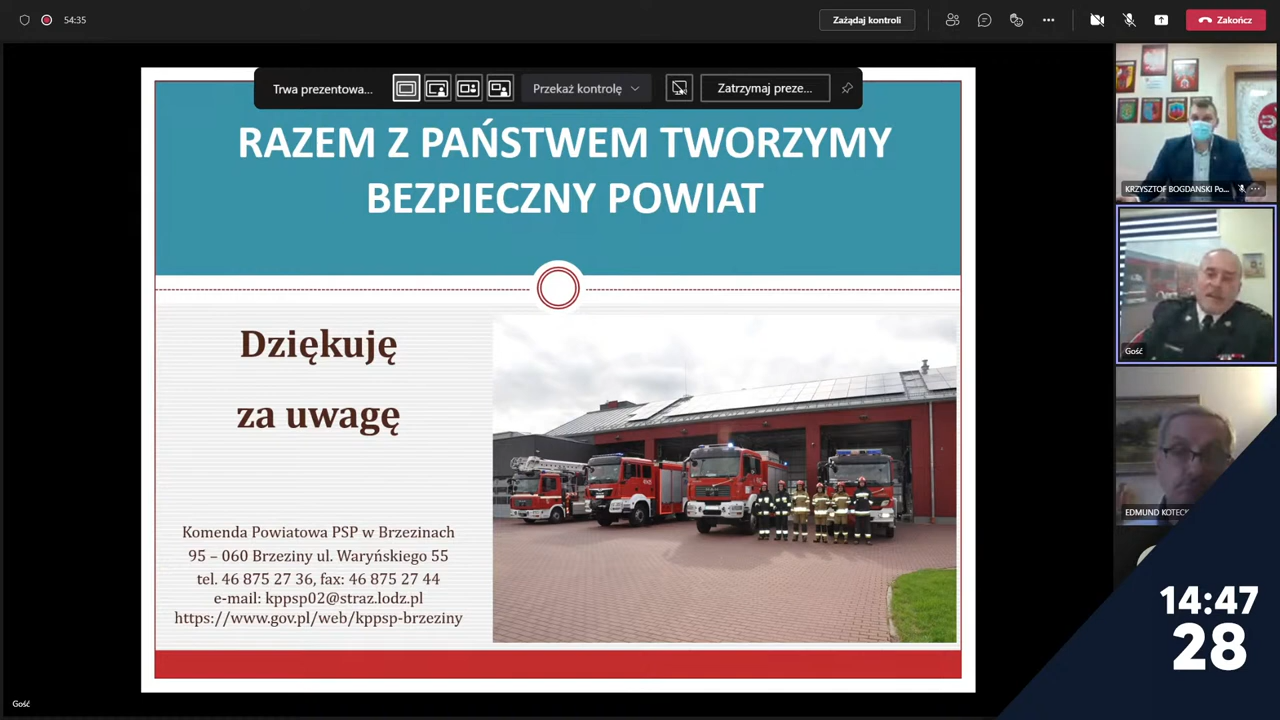 54:35
Zażądaj kontroli
Zakończ
Trwa prezentowa...
Przekaż kontrolę
Zatrzymaj preze...
RAZEM Z PAŃSTWEM TWORZYMY
BEZPIECZNY POWIAT
Dziękuję
za uwagę
Komenda Powiatowa PSP w Brzezinach
95 – 060 Brzeziny ul. Waryńskiego 55
tel. 46 875 27 36, fax: 46 875 27 44
e-mail: kppsp02@straz.lodz.pl
https://www.gov.pl/web/kppsp-brzeziny
KRZYSZTOF BOGDANSKI Po...
Gość
EDMUND KOTECK
14:47
28
Gość